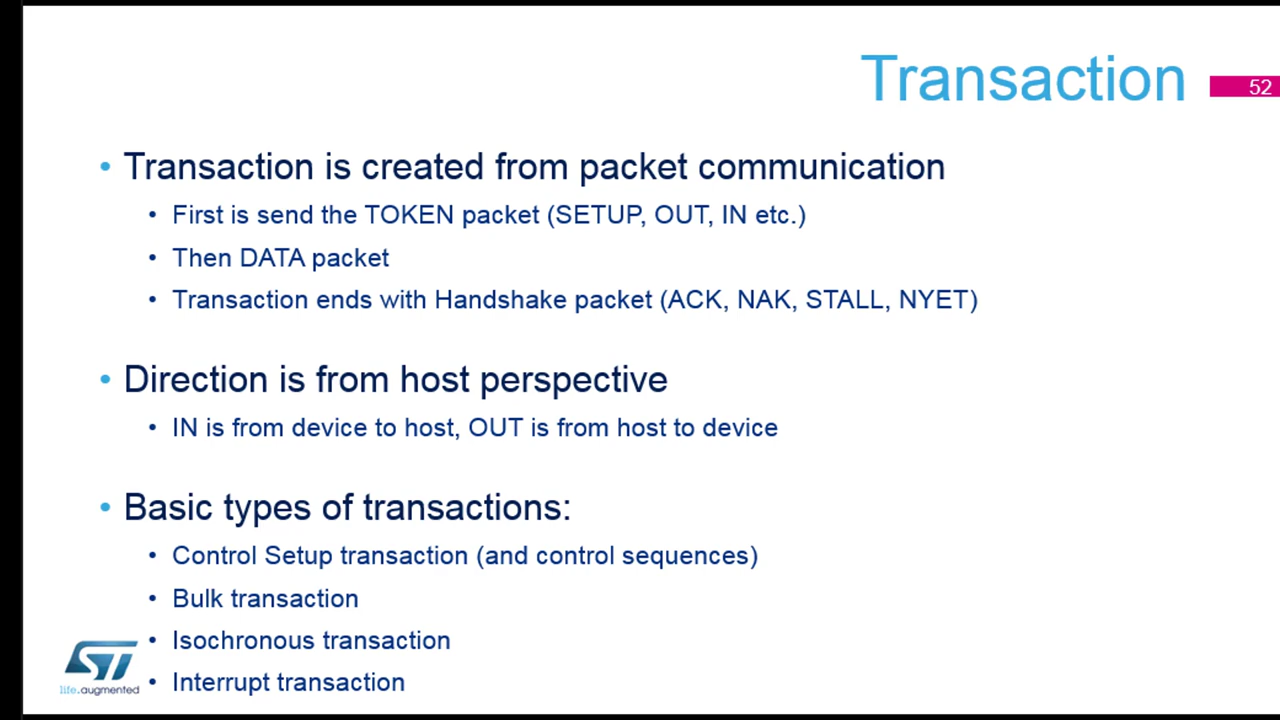 Transaction
52
• Transaction is created from packet communication
• First is send the TOKEN packet (SETUP, OUT, IN etc.)
• Then DATA packet
• Transaction ends with Handshake packet (ACK, NAK, STALL, NYET)
• Direction is from host perspective
• IN is from device to host, OUT is from host to device
• Basic types of transactions:
• Control Setup transaction (and control sequences)
• Bulk transaction
• Isochronous transaction
• Interrupt transaction
ST
life.augmented